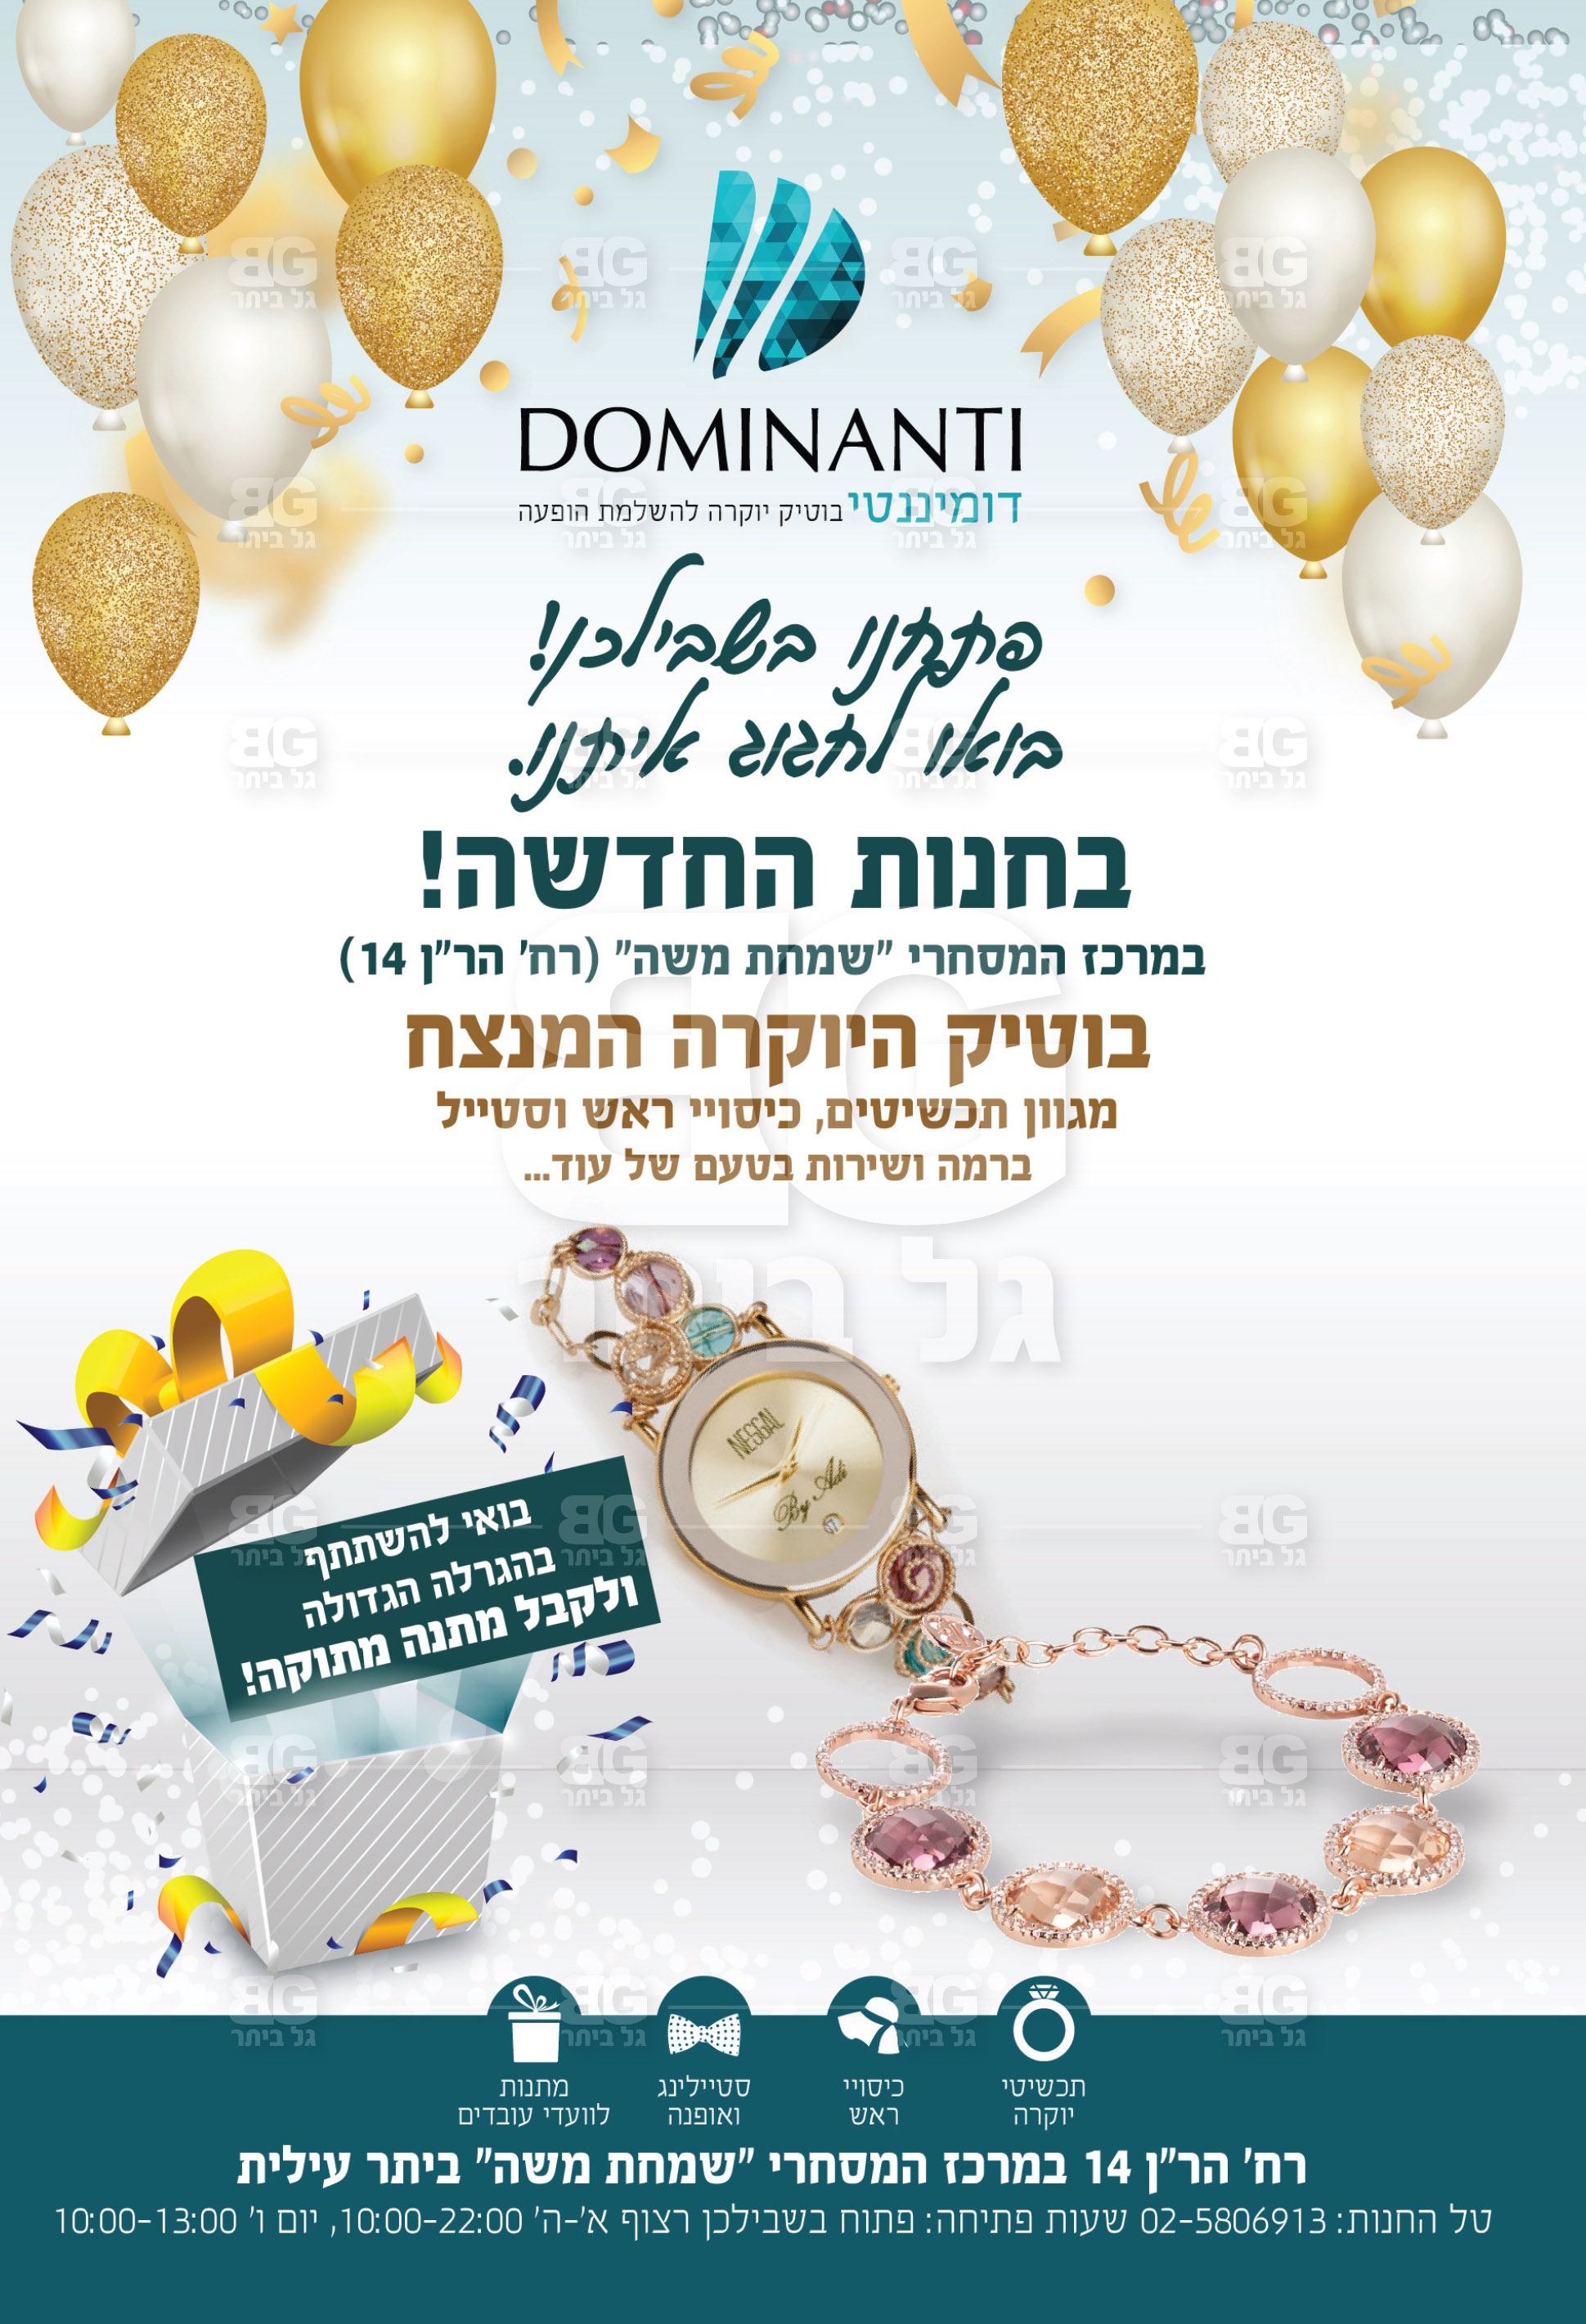 DOMINANTI
דומיננטי בוטיק יוקרה להשלמת הופעה
פתחנו בשבילכן!
בואו לחגוג איתנו.
בחנות החדשה!
במרכז המסחרי "שמחת משה" (רח' הר"ן 14)
בוטיק היוקרה המנצח
מגוון תכשיטים, כיסויי ראש וסטייל
ברמה ושירות בטעם של עוד...
BG
גל ביתר
NESGAL
By Adi
בואי להשתתף
בהגרלה הגדולה
ולקבל מתנה מתוקה!
תכשיטי
יוקרה
כיסויי
ראש
סטיילינג
ואופנה
מתנות
לוועדי עובדים
רח' הר"ן 14 במרכז המסחרי "שמחת משה" ביתר עילית
טל החנות: 02-5806913 שעות פתיחה: פתוח בשבילכן רצוף א'-ה' 10:00-22:00, יום ו' 10:00-13:00